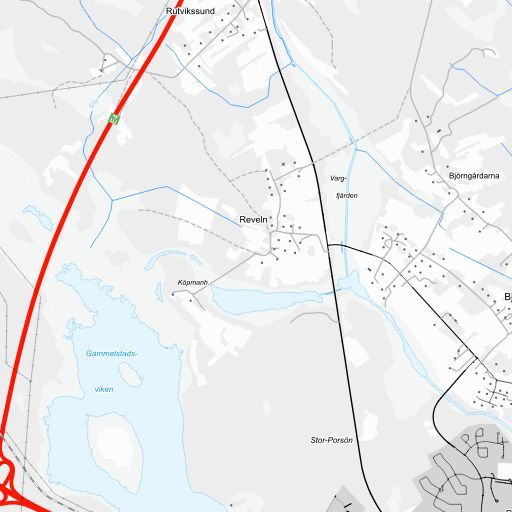 Rutvikssund
Björngårdarna
Varg-
fjärden
Reveln
Köpmanh.
Gammelstads-
viken
Stor-Porsön